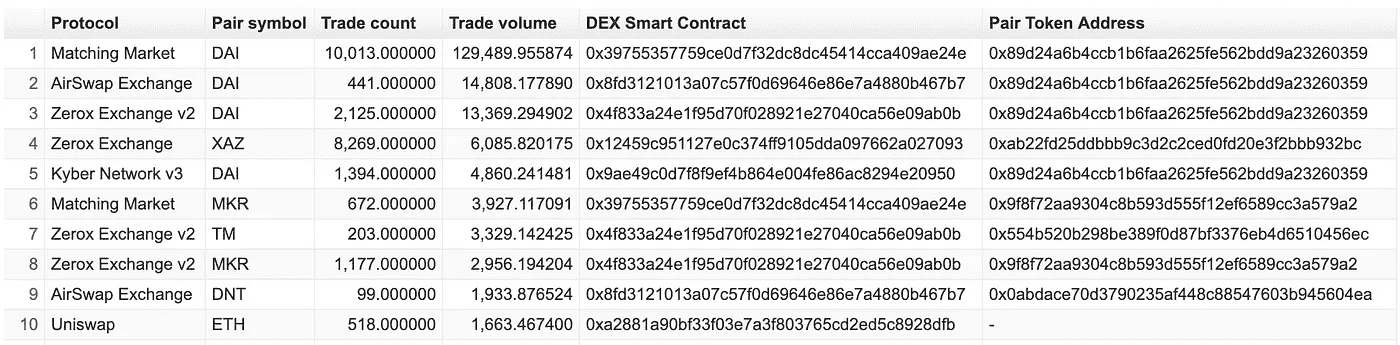 Protocol Pair symbol Trade count Trade volume DEX Smart Contract Pair Token Address
1 Matching Market DAI 10,013.000000 129,489.955874 0x39755357759ce0d7f32dc8dc45414cca409ae24e 0x89d24a6b4ccb1b6faa2625fe562bdd9a23260359
2 AirSwap Exchange DAI 441.000000 14,808.177890 0x8fd3121013a07c57f0d69646e86e7a4880b467b7 0x89d24a6b4ccb1b6faa2625fe562bdd9a23260359
3 Zerox Exchange v2 DAI 2,125.000000 13,369.294902 0x4f833a24e1f95d70f028921e27040ca56e09ab0b 0x89d24a6b4ccb1b6faa2625fe562bdd9a23260359
4 Zerox Exchange XAZ 8,269.000000 6,085.820175 0x12459c951127e0c374ff9105dda097662a027093 0xab22fd25ddbbb9c3d2c2ced0fd20e3f2bbb932bc
5 Kyber Network v3 DAI 1,394.000000 4,860.241481 0x9ae49c0d7f8f9ef4b864e004fe86ac8294e20950 0x89d24a6b4ccb1b6faa2625fe562bdd9a23260359
6 Matching Market MKR 672.000000 3,927.117091 0x39755357759ce0d7f32dc8dc45414cca409ae24e 0x9f8f72aa9304c8b593d555f12ef6589cc3a579a2
7 Zerox Exchange v2 TM 203.000000 3,329.142425 0x4f833a24e1f95d70f028921e27040ca56e09ab0b 0x554b520b298be389f0d87bf3376eb4d6510456ec
8 Zerox Exchange v2 MKR 1,177.000000 2,956.194204 0x4f833a24e1f95d70f028921e27040ca56e09ab0b 0x9f8f72aa9304c8b593d555f12ef6589cc3a579a2
9 AirSwap Exchange DNT 99.000000 1,933.876524 0x8fd3121013a07c57f0d69646e86e7a4880b467b7 0x0abdace70d3790235af448c88547603b945604ea
10 Uniswap ETH 518.000000 1,663.467400 0xa2881a90bf33f03e7a3f803765cd2ed5c8928dfb -